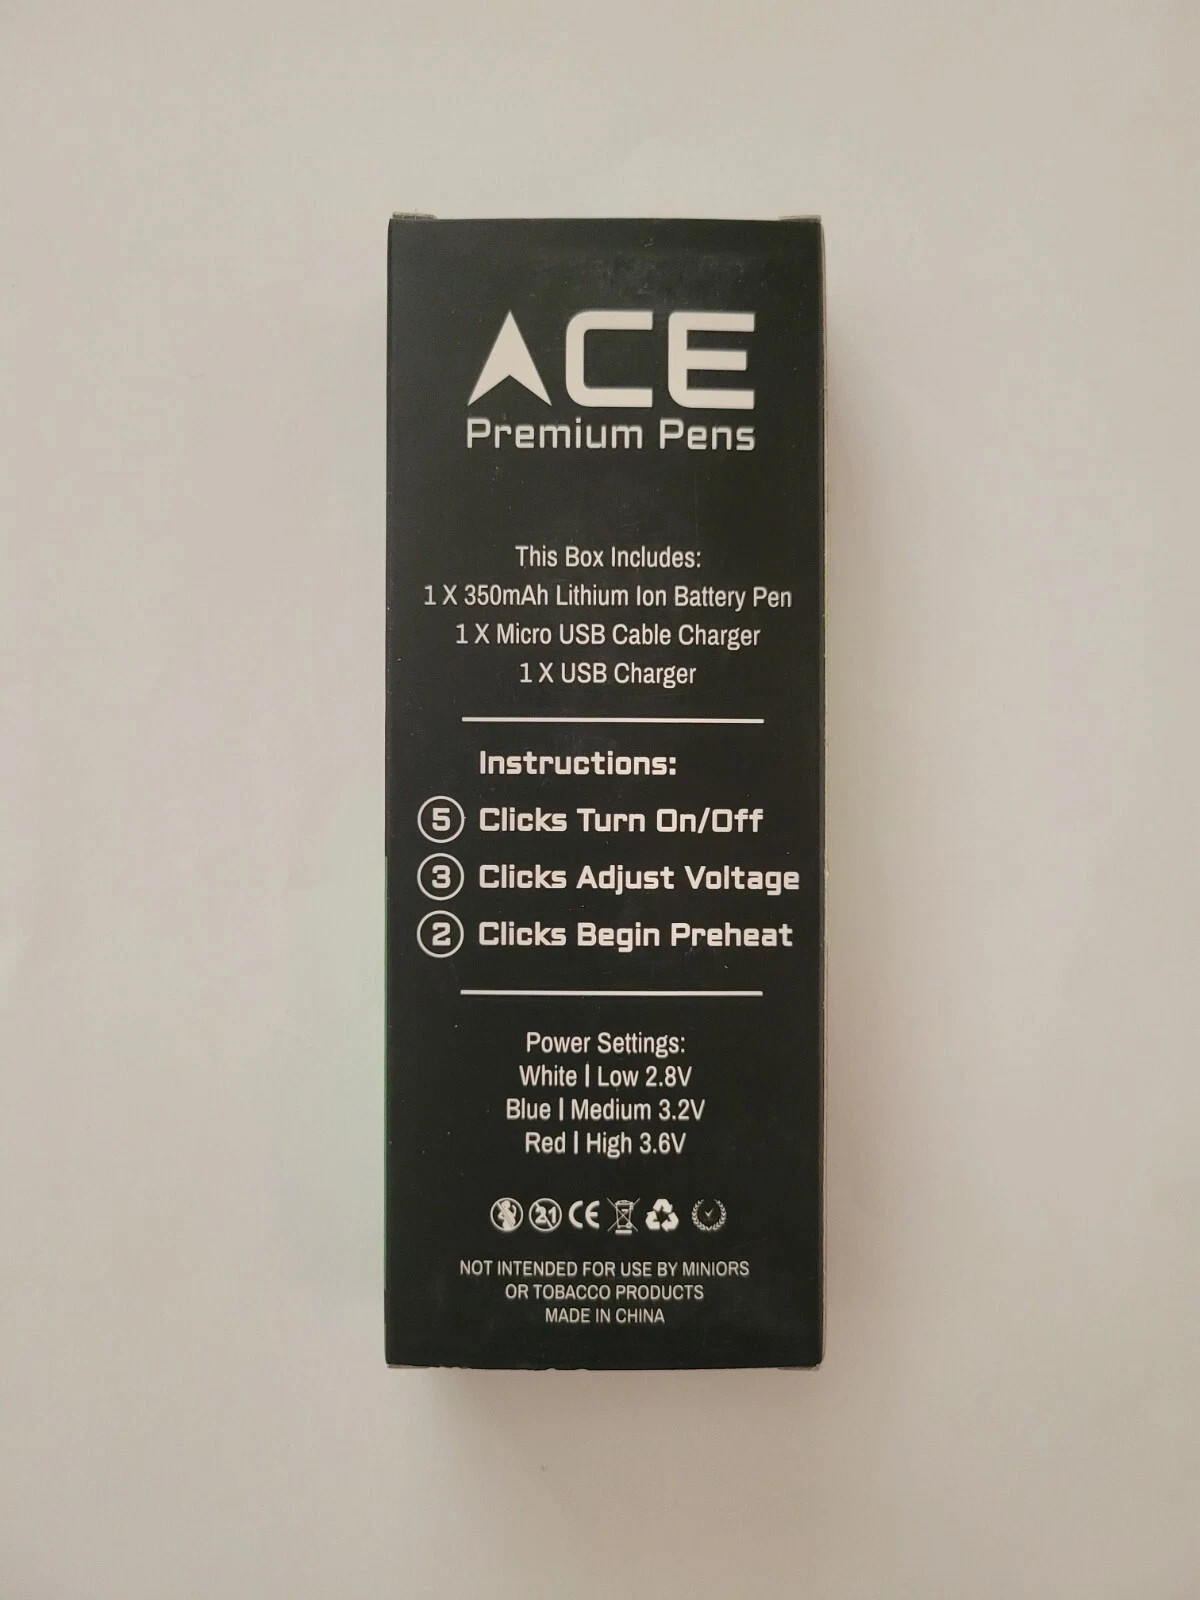 ACE
Premium Pens
This Box Includes:
1 X 350mAh Lithium Ion Battery Pen
1 X Micro USB Cable Charger
1 X USB Charger
Instructions:
5 Clicks Turn On/Off
3 Clicks Adjust Voltage
2 Clicks Begin Preheat
Power Settings:
White | Low 2.8V
Blue | Medium 3.2V
Red | High 3.6V
21 CE
NOT INTENDED FOR USE BY MINIORS
OR TOBACCO PRODUCTS
MADE IN CHINA